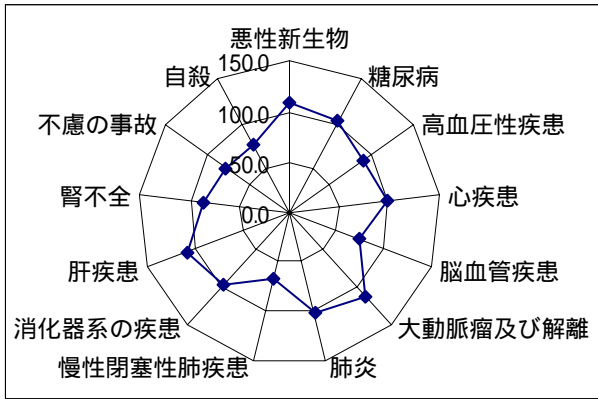 悪性新生物
150.0
自殺
糖尿病
100.0
不慮の事故
高血圧性疾患
50.0
腎不全
心疾患
0.0
肝疾患
脳血管疾患
消化器系の疾患
大動脈瘤及び解離
慢性閉塞性肺疾患
肺炎